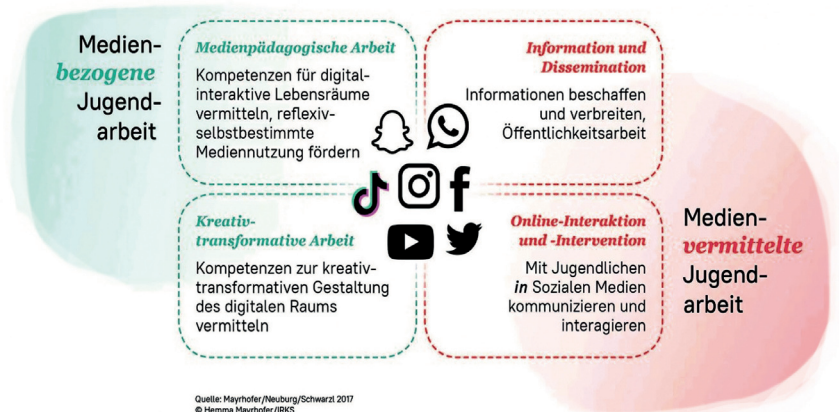 Medien-
bezogene
Jugend-
arbeit
Medienpädagogische Arbeit
Kompetenzen für digital-
interaktive Lebensräume
vermitteln, reflexiv-
selbstbestimmte
Mediennutzung fördern
Information und
Dissemination
Informationen beschaffen
und verbreiten,
Öffentlichkeitsarbeit
Kreativ-
transformative Arbeit
Kompetenzen zur kreativ-
transformativen Gestaltung
des digitalen Raums
vermitteln
Online-Interaktion
und -Intervention
Mit Jugendlichen
in Sozialen Medien
kommunizieren und
interagieren
Medien-
vermittelte
Jugend-
arbeit
Quelle: Mayrhofer/Neuburg/Schwarzl 2017
© Hemma Mayrhofer/IRKS